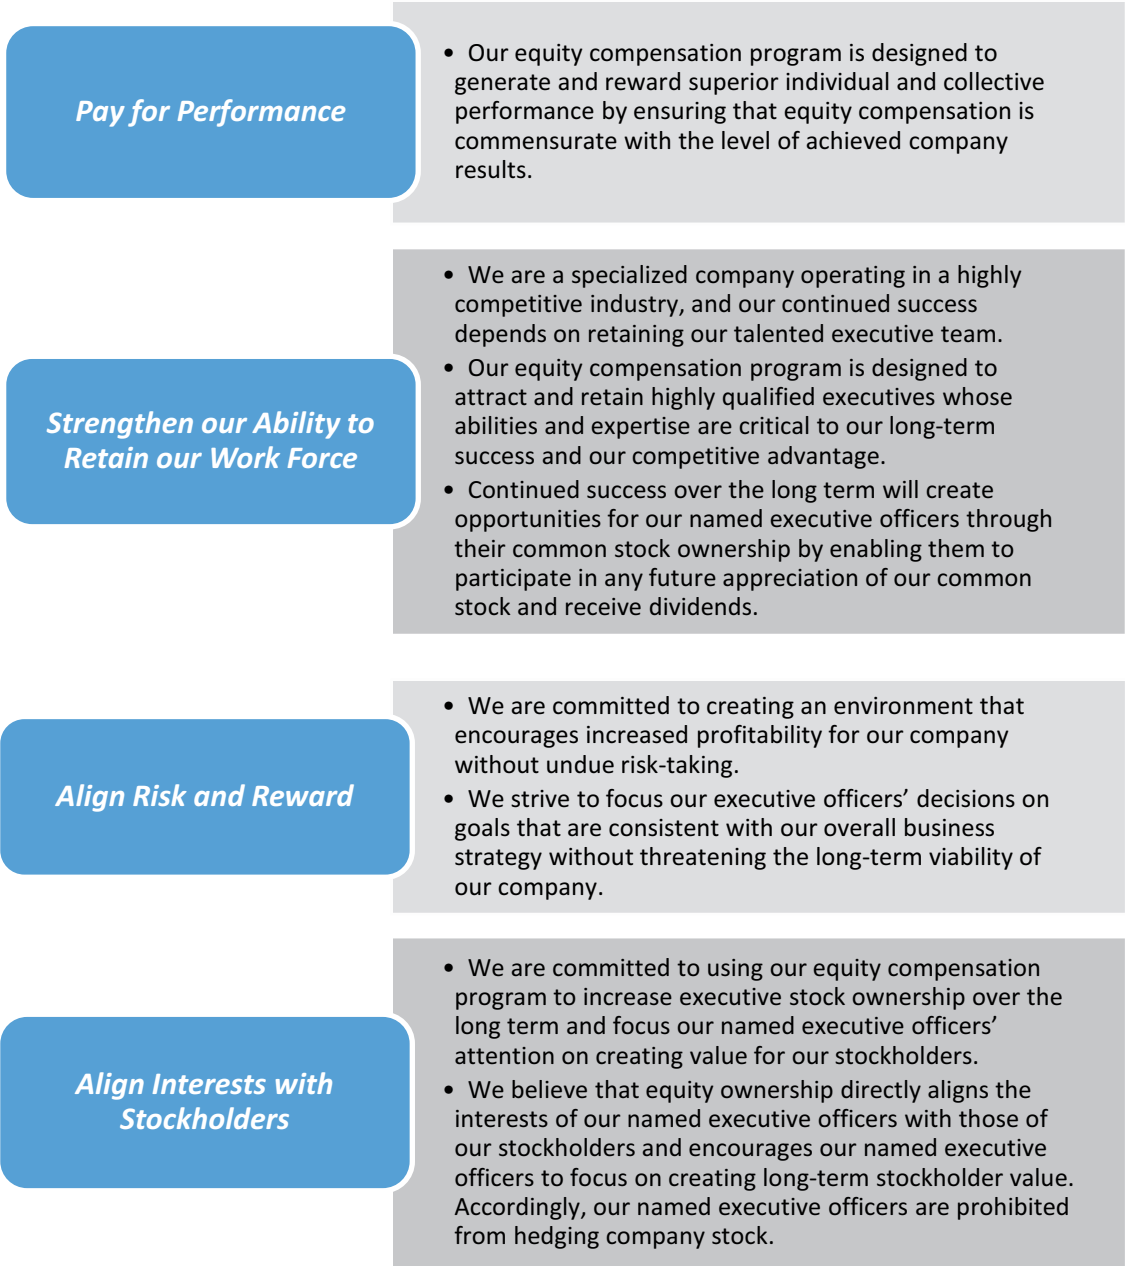 Pay for Performance
• Our equity compensation program is designed to
generate and reward superior individual and collective
performance by ensuring that equity compensation is
commensurate with the level of achieved company
results.
Strengthen our Ability to
Retain our Work Force
• We are a specialized company operating in a highly
competitive industry, and our continued success
depends on retaining our talented executive team.
• Our equity compensation program is designed to
attract and retain highly qualified executives whose
abilities and expertise are critical to our long-term
success and our competitive advantage.
• Continued success over the long term will create
opportunities for our named executive officers through
their common stock ownership by enabling them to
participate in any future appreciation of our common
stock and receive dividends.
Align Risk and Reward
• We are committed to creating an environment that
encourages increased profitability for our company
without undue risk-taking.
• We strive to focus our executive officers’ decisions on
goals that are consistent with our overall business
strategy without threatening the long-term viability of
our company.
Align Interests with
Stockholders
• We are committed to using our equity compensation
program to increase executive stock ownership over the
long term and focus our named executive officers’
attention on creating value for our stockholders.
• We believe that equity ownership directly aligns the
interests of our named executive officers with those of
our stockholders and encourages our named executive
officers to focus on creating long-term stockholder value.
Accordingly, our named executive officers are prohibited
from hedging company stock.